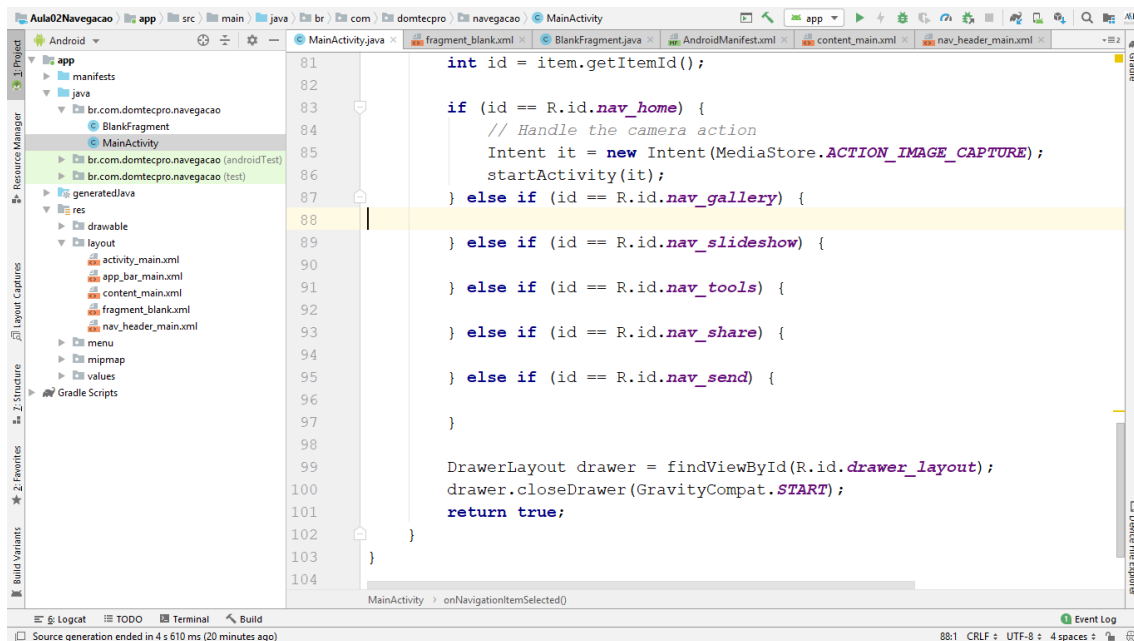 Aula02Navegacao app src main java br com domtecpro navegacao MainActivity app
Android
MainActivity.java fragment_blank.xml BlankFragment.java AndroidManifest.xml content_main.xml nav_header_main.xml
1: Project
Resource Manager
Layout Captures
7: Structure
2: Favorites
Build Variants
app
manifests
java
br.com.domtecpro.navegacao
BlankFragment
MainActivity
br.com.domtecpro.navegacao (androidTest)
br.com.domtecpro.navegacao (test)
generatedJava
res
drawable
layout
activity_main.xml
app_bar_main.xml
content_main.xml
fragment_blank.xml
nav_header_main.xml
menu
mipmap
values
Gradle Scripts
81 int id = item.getItemId();
82
83 if (id == R.id.nav_home) {
84 // Handle the camera action
85 Intent it = new Intent(MediaStore.ACTION_IMAGE_CAPTURE);
86 startActivity(it);
87 } else if (id == R.id.nav_gallery) {
88
89 } else if (id == R.id.nav_slideshow) {
90
91 } else if (id == R.id.nav_tools) {
92
93 } else if (id == R.id.nav_share) {
94
95 } else if (id == R.id.nav_send) {
96
97 }
98
99 DrawerLayout drawer = findViewById(R.id.drawer_layout);
100 drawer.closeDrawer(GravityCompat.START);
101 return true;
102 }
103 }
104
MainActivity › onNavigationItemSelected()
Gradle
Device File Explorer
6: Logcat TODO Terminal Build 1 Event Log
Source generation ended in 4 s 610 ms (20 minutes ago) 88:1 CRLF UTF-8 4 spaces